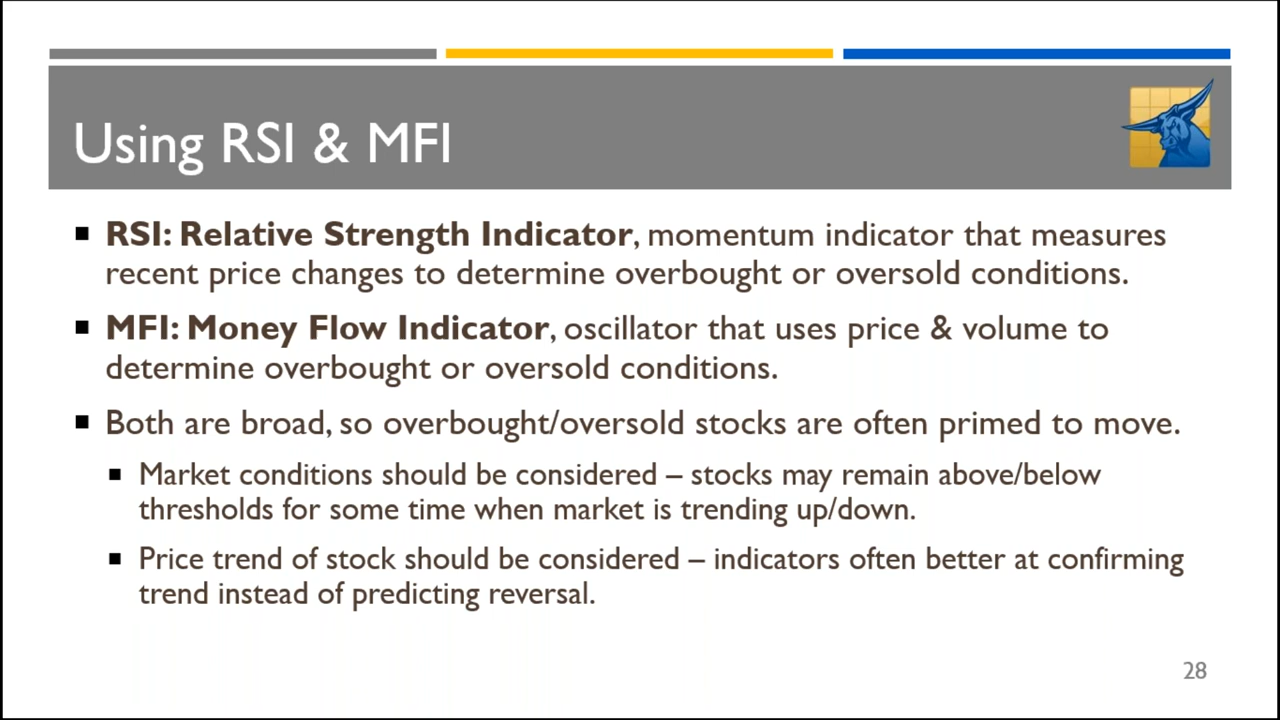 Using RSI & MFI
▪ RSI: Relative Strength Indicator, momentum indicator that measures
recent price changes to determine overbought or oversold conditions.
▪ MFI: Money Flow Indicator, oscillator that uses price & volume to
determine overbought or oversold conditions.
▪ Both are broad, so overbought/oversold stocks are often primed to move.
▪ Market conditions should be considered – stocks may remain above/below
thresholds for some time when market is trending up/down.
▪ Price trend of stock should be considered – indicators often better at confirming
trend instead of predicting reversal.
28